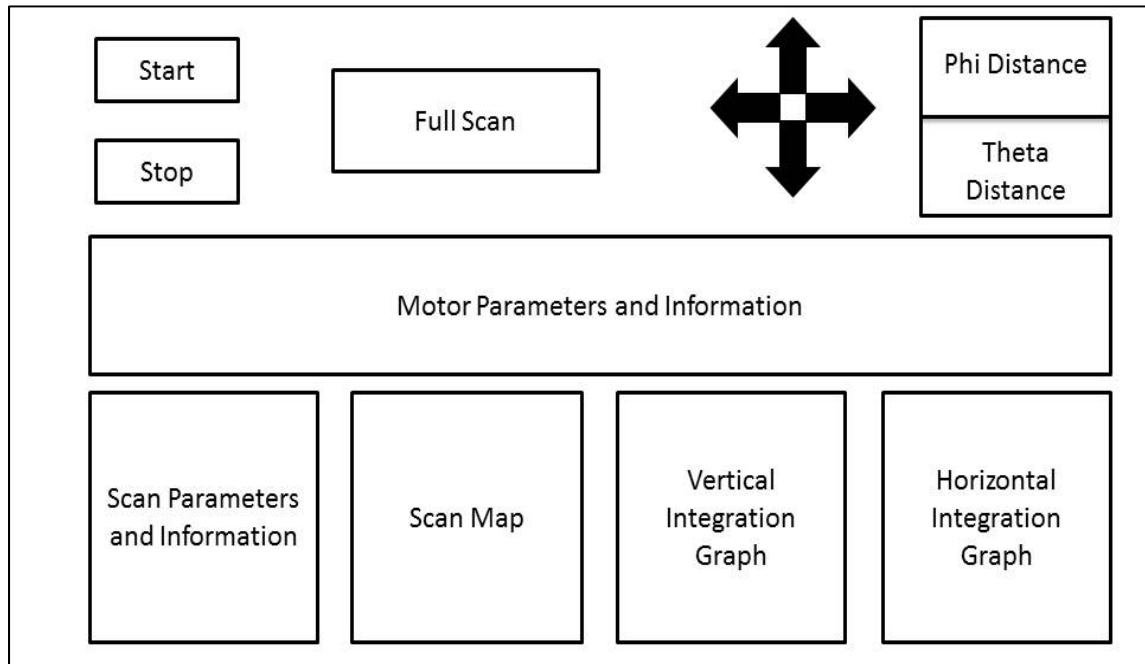 Start
Stop
Full Scan
Phi Distance
Theta
Distance
Motor Parameters and Information
Scan Parameters
and Information
Scan Map
Vertical
Integration
Graph
Horizontal
Integration
Graph